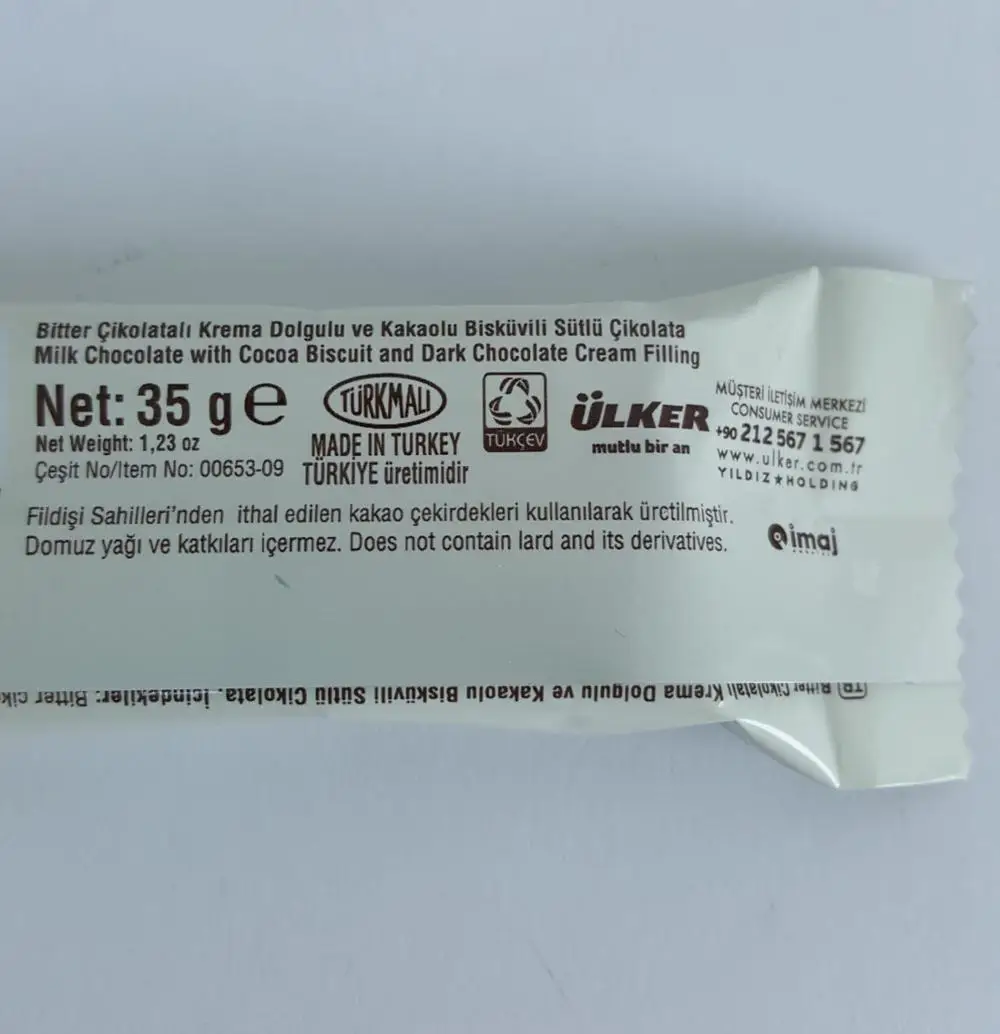 Bitter Çikolatalı Krema Dolgulu ve Kakaolu Bisküvili Sütlü Çikolata
Milk Chocolate with Cocoa Biscuit and Dark Chocolate Cream Filling
Net: 35 g e
Net Weight: 1,23 oz
Çeşit No/Item No: 00653-09
TÜRKMALI
MADE IN TURKEY
TÜRKİYE üretimidir
TÜKÇEV
ÜLKER
mutlu bir an
MÜŞTERİ İLETİŞİM MERKEZİ
CONSUMER SERVICE
+90 212 567 1 567
www.ulker.com.tr
YILDIZ★HOLDING
Fildişi Sahilleri’nden ithal edilen kakao çekirdekleri kullanılarak üretilmiştir.
Domuz yağı ve katkıları içermez. Does not contain lard and its derivatives.
imaj
TR Bitter Çikolatalı Krema Dolgulu ve Kakaolu Bisküvili Sütlü Çikolata. İçindekiler: Bitter çik